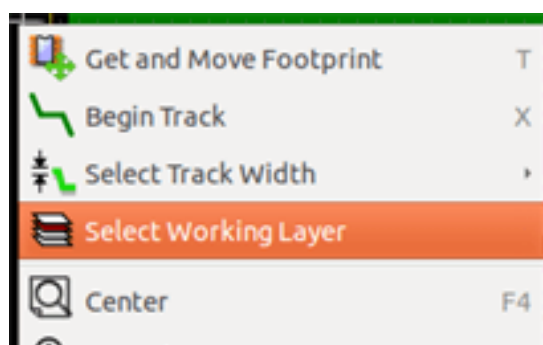 Get and Move Footprint T
Begin Track X
Select Track Width
Select Working Layer
Center F4